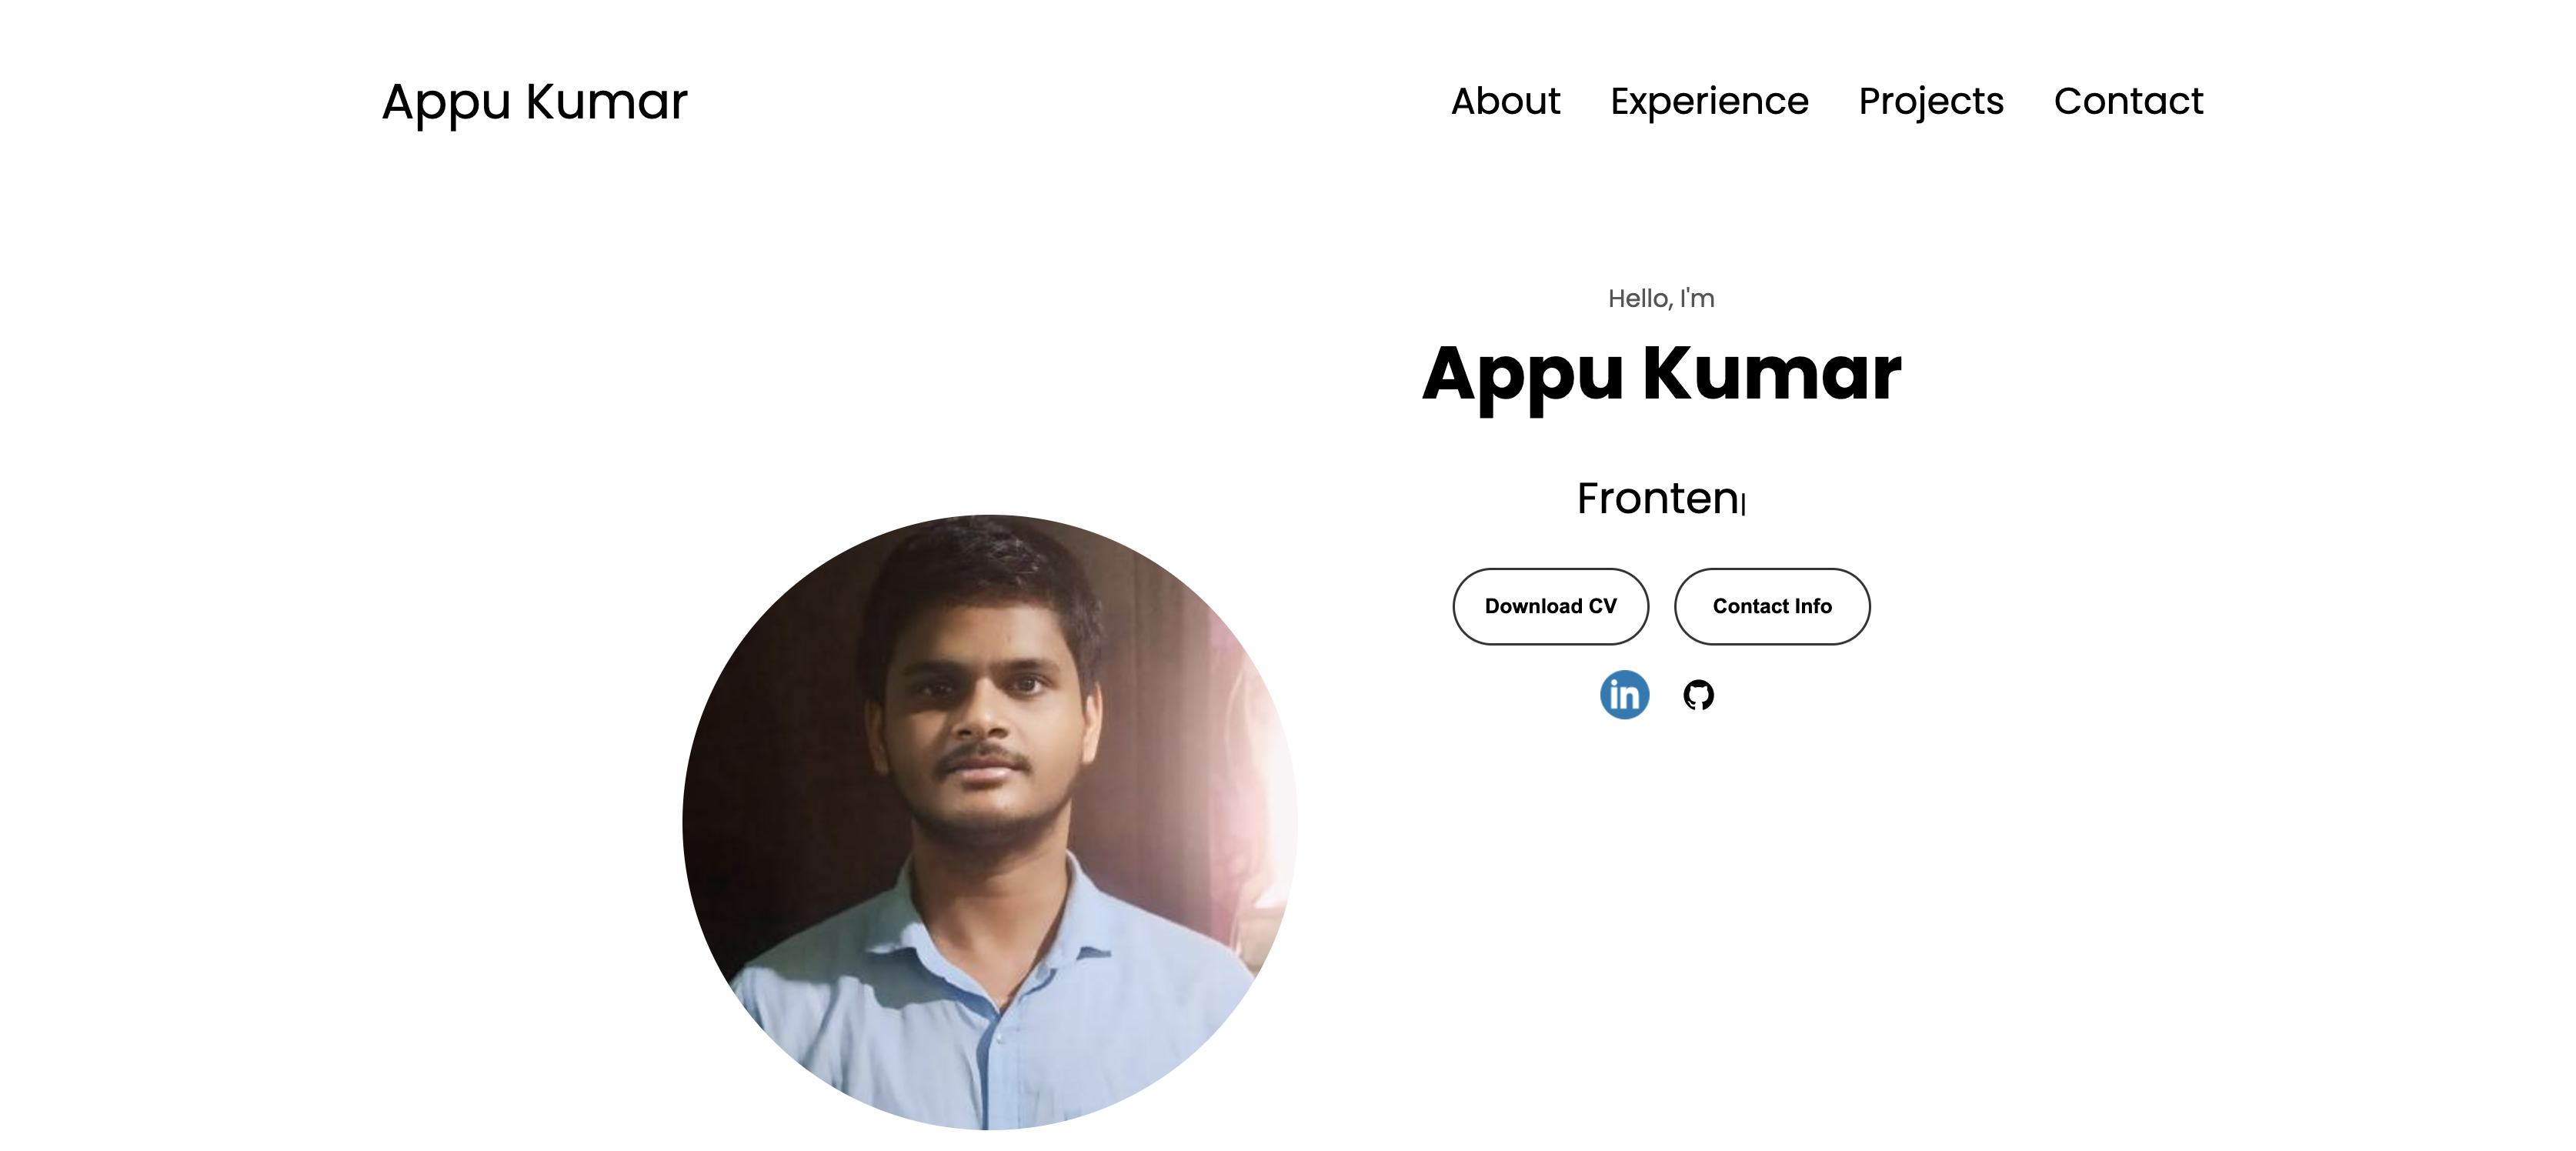 Appu Kumar
About Experience Projects Contact
Hello, I'm
Appu Kumar
Fronten
Download CV Contact Info
in